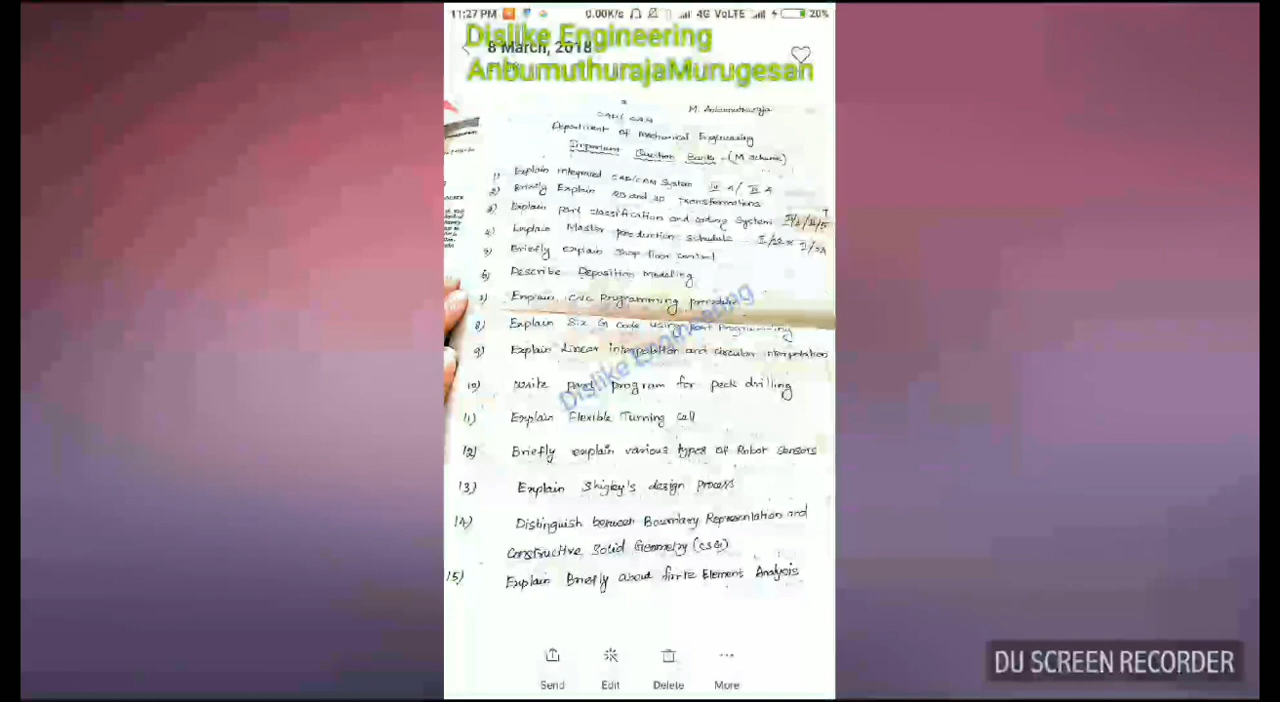 11:27 PM 0.00K/s 4G VoLTE 20%
Dislike Engineering
8 March, 2018
AnbumuthurajaMurugesan
M. Anbumuthuraja
CAD/CAM
Department of Mechanical Engineering
Important Question Bank - (M scheme)
1) Explain integrated CAD/CAM System
2) Briefly Explain 2D and 3D Transformations
3) Explain part classification and coding System
4) Explain Master production schedule
5) Briefly explain shop floor control
6) Describe Deposition modeling
7) Explain CNC Programming procedure
8) Explain Six G code using Part Programming
9) Explain Linear interpolation and circular interpolation
10) Write part program for peck drilling
11) Explain Flexible Turning cell
12) Briefly explain various types of Robot sensors
13) Explain Shigley's design process
14) Distinguish between Boundary Representation and
Constructive Solid Geometry (CSG)
15) Explain Briefly about finite Element Analysis
Dislike Engineering
Send Edit Delete More
DU SCREEN RECORDER